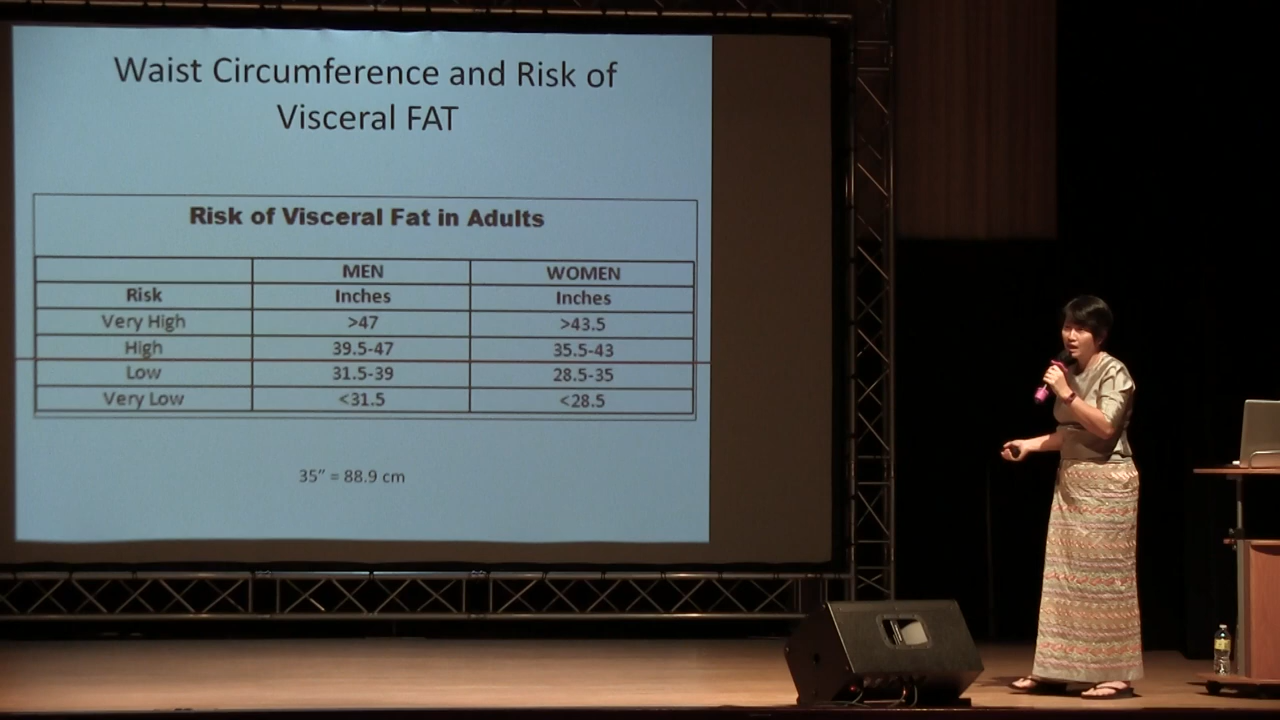 Waist Circumference and Risk of
Visceral FAT
Risk of Visceral Fat in Adults
MEN WOMEN
Risk Inches Inches
Very High >47 >43.5
High 39.5-47 35.5-43
Low 31.5-39 28.5-35
Very Low <31.5 <28.5
35” = 88.9 cm